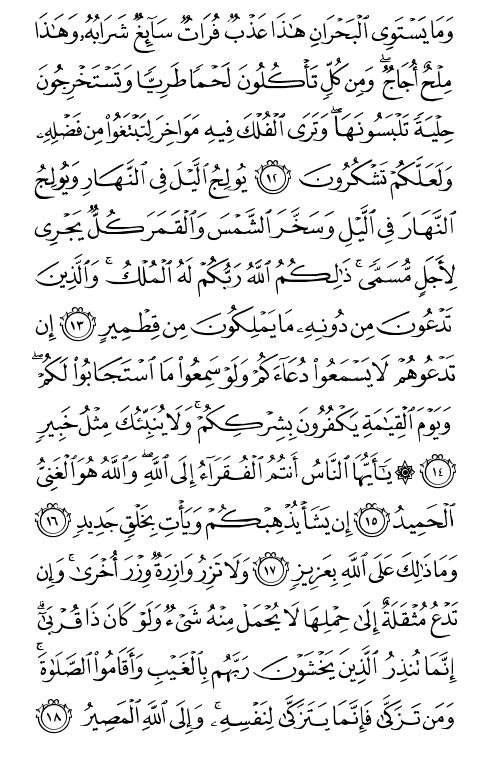 وَمَا يَسۡتَوِي ٱلۡبَحۡرَانِ هَٰذَا عَذۡبٞ فُرَاتٞ سَآئِغٞ شَرَابُهُۥ وَهَٰذَا
مِلۡحٌ أُجَاجٞۖ وَمِن كُلّٖ تَأۡكُلُونَ لَحۡمٗا طَرِيّٗا وَتَسۡتَخۡرِجُونَ
حِلۡيَةٗ تَلۡبَسُونَهَاۖ وَتَرَى ٱلۡفُلۡكَ فِيهِ مَوَاخِرَ لِتَبۡتَغُواْ مِن فَضۡلِهِۦ
وَلَعَلَّكُمۡ تَشۡكُرُونَ ١٢ يُولِجُ ٱلَّيۡلَ فِي ٱلنَّهَارِ وَيُولِجُ
ٱلنَّهَارَ فِي ٱلَّيۡلِ وَسَخَّرَ ٱلشَّمۡسَ وَٱلۡقَمَرَ كُلّٞ يَجۡرِي
لِأَجَلٖ مُّسَمّٗىۚ ذَٰلِكُمُ ٱللَّهُ رَبُّكُمۡ لَهُ ٱلۡمُلۡكُۚ وَٱلَّذِينَ
تَدۡعُونَ مِن دُونِهِۦ مَا يَمۡلِكُونَ مِن قِطۡمِيرٍ ١٣ إِن
تَدۡعُوهُمۡ لَا يَسۡمَعُواْ دُعَآءَكُمۡ وَلَوۡ سَمِعُواْ مَا ٱسۡتَجَابُواْ لَكُمۡۖ
وَيَوۡمَ ٱلۡقِيَٰمَةِ يَكۡفُرُونَ بِشِرۡكِكُمۡۚ وَلَا يُنَبِّئُكَ مِثۡلُ خَبِيرٖ
١٤ ۞ يَٰٓأَيُّهَا ٱلنَّاسُ أَنتُمُ ٱلۡفُقَرَآءُ إِلَى ٱللَّهِۖ وَٱللَّهُ هُوَ ٱلۡغَنِيُّ
ٱلۡحَمِيدُ ١٥ إِن يَشَأۡ يُذۡهِبۡكُمۡ وَيَأۡتِ بِخَلۡقٖ جَدِيدٖ ١٦
وَمَا ذَٰلِكَ عَلَى ٱللَّهِ بِعَزِيزٖ ١٧ وَلَا تَزِرُ وَازِرَةٞ وِزۡرَ أُخۡرَىٰۚ وَإِن
تَدۡعُ مُثۡقَلَةٌ إِلَىٰ حِمۡلِهَا لَا يُحۡمَلۡ مِنۡهُ شَيۡءٞ وَلَوۡ كَانَ ذَا قُرۡبَىٰٓۗ
إِنَّمَا تُنذِرُ ٱلَّذِينَ يَخۡشَوۡنَ رَبَّهُم بِٱلۡغَيۡبِ وَأَقَامُواْ ٱلصَّلَوٰةَۚ
وَمَن تَزَكَّىٰ فَإِنَّمَا يَتَزَكَّىٰ لِنَفۡسِهِۦۚ وَإِلَى ٱللَّهِ ٱلۡمَصِيرُ ١٨